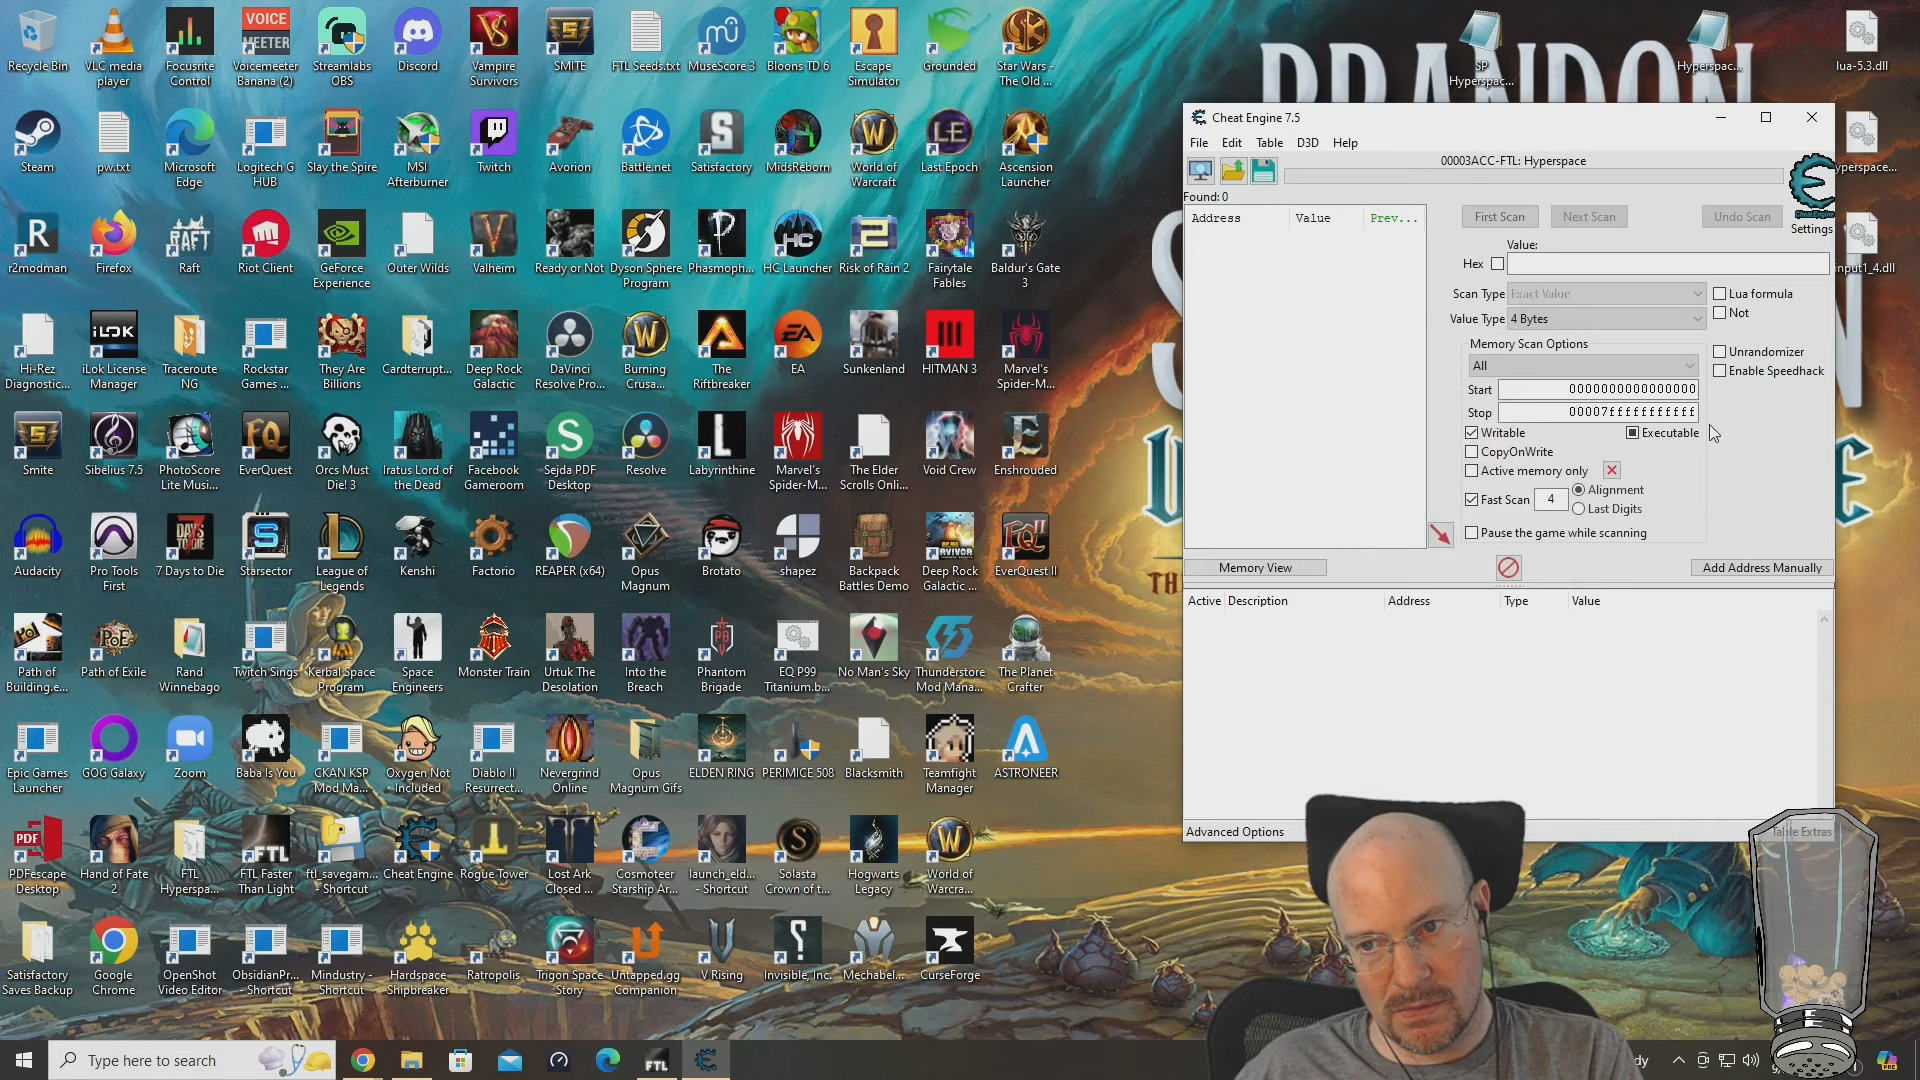 Recycle Bin
VLC media player
Focusrite Control
VOICE MEETER
Voicemeeter Banana (2)
Streamlabs OBS
Discord
Vampire Survivors
SMITE
FTL Seeds.txt
MuseScore 3
Bloons TD 6
Escape Simulator
Grounded
Star Wars - The Old ...
BRANDON
SP Hyperspac...
Hyperspac...
lua-5.3.dll
Steam
pw.txt
Microsoft Edge
Logitech G HUB
Slay the Spire
MSI Afterburner
Twitch
Avorion
Battle.net
Satisfactory
MidsReborn
World of Warcraft
Last Epoch
Ascension Launcher
yperspace...
r2modman
Firefox
Raft
Riot Client
GeForce Experience
Outer Wilds
Valheim
Ready or Not
Dyson Sphere Program
Phasmoph...
HC Launcher
Risk of Rain 2
Fairytale Fables
Baldur's Gate 3
input1_4.dll
Hi-Rez Diagnostic...
iLok License Manager
Traceroute NG
Rockstar Games ...
They Are Billions
Cardterrupt...
Deep Rock Galactic
DaVinci Resolve Pro...
Burning Crusa...
The Riftbreaker
EA
Sunkenland
HITMAN 3
Marvel's Spider-M...
Smite
Sibelius 7.5
PhotoScore Lite Musi...
EverQuest
Orcs Must Die! 3
Iratus Lord of the Dead
Facebook Gameroom
Sejda PDF Desktop
Resolve
Labyrinthine
Marvel's Spider-M...
The Elder Scrolls Onli...
Void Crew
Enshrouded
Audacity
Pro Tools First
7 Days to Die
Starsector
League of Legends
Kenshi
Factorio
REAPER (x64)
Opus Magnum
Brotato
shapez
Backpack Battles Demo
Deep Rock Galactic ...
EverQuest II
Path of Building.e...
Path of Exile
Rand Winnebago
Twitch Sings
Kerbal Space Program
Space Engineers
Monster Train
Urtuk The Desolation
Into the Breach
Phantom Brigade
EQ P99 Titanium.b...
No Man's Sky
Thunderstore Mod Mana...
The Planet Crafter
Epic Games Launcher
GOG Galaxy
Zoom
Baba Is You
CKAN KSP Mod Ma...
Oxygen Not Included
Diablo II Resurrect...
Nevergrind Online
Opus Magnum Gifs
ELDEN RING
PERIMICE 508
Blacksmith
Teamfight Manager
ASTRONEER
PDFescape Desktop
Hand of Fate 2
FTL Hyperspa...
FTL Faster Than Light
ftl_savegam... - Shortcut
Cheat Engine
Rogue Tower
Lost Ark Closed ...
Cosmoteer Starship Ar...
launch_eld... - Shortcut
Solasta Crown of t...
Hogwarts Legacy
World of Warcra...
Satisfactory Saves Backup
Google Chrome
OpenShot Video Editor
ObsidianPr... - Shortcut
Mindustry - Shortcut
Hardspace Shipbreaker
Ratropolis
Trigon Space Story
Untapped.gg Companion
V Rising
Invisible, Inc.
Mechabel...
CurseForge
Cheat Engine 7.5
File Edit Table D3D Help
00003ACC-FTL: Hyperspace
Found: 0
Settings
Address Value Prev...
First Scan Next Scan Undo Scan
Value:
Hex
Scan Type Exact Value
Lua formula
Not
Value Type 4 Bytes
Memory Scan Options
All
Unrandomizer
Enable Speedhack
Start 0000000000000000
Stop 00007fffffffffff
Writable Executable
CopyOnWrite
Active memory only
Fast Scan 4 Alignment
Last Digits
Pause the game while scanning
Memory View
Add Address Manually
Active Description Address Type Value
Advanced Options
Table Extras
Type here to search
FTL